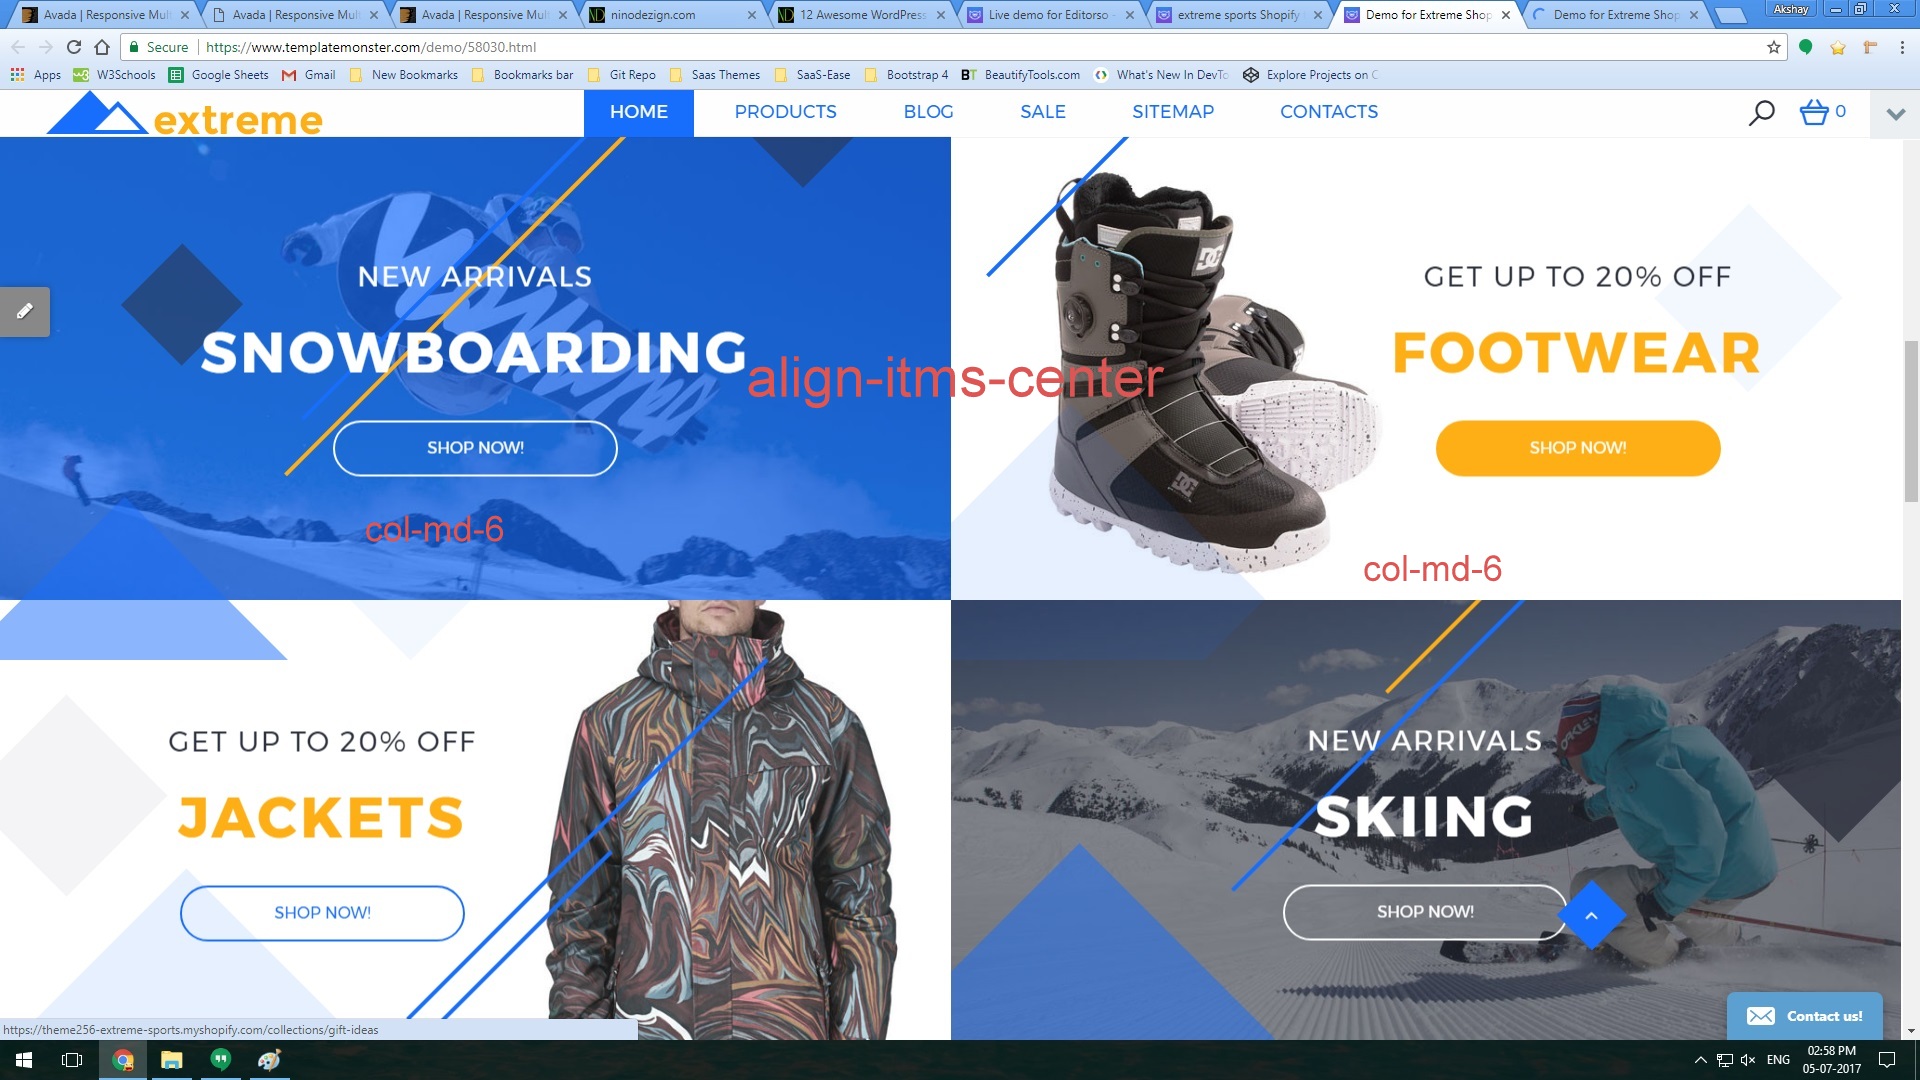 Avada | Responsive Mul
Avada | Responsive Mul
Avada | Responsive Mul
ninodezign.com
12 Awesome WordPress
Live demo for Editorso -
extreme sports Shopify
Demo for Extreme Shop
Demo for Extreme Shop
Akshay
Secure
https://www.templatemonster.com/demo/58030.html
Apps
W3Schools
Google Sheets
Gmail
New Bookmarks
Bookmarks bar
Git Repo
Saas Themes
SaaS-Ease
Bootstrap 4
BT BeautifyTools.com
What's New In DevTo
Explore Projects on C
extreme
HOME
PRODUCTS
BLOG
SALE
SITEMAP
CONTACTS
0
NEW ARRIVALS
SNOWBOARDING
SHOP NOW!
col-md-6
align-itms-center
GET UP TO 20% OFF
FOOTWEAR
SHOP NOW!
col-md-6
GET UP TO 20% OFF
JACKETS
SHOP NOW!
NEW ARRIVALS
SKIING
SHOP NOW!
OAKLEY
DC
DC
Contact us!
https://theme256-extreme-sports.myshopify.com/collections/gift-ideas
ENG
02:58 PM
05-07-2017